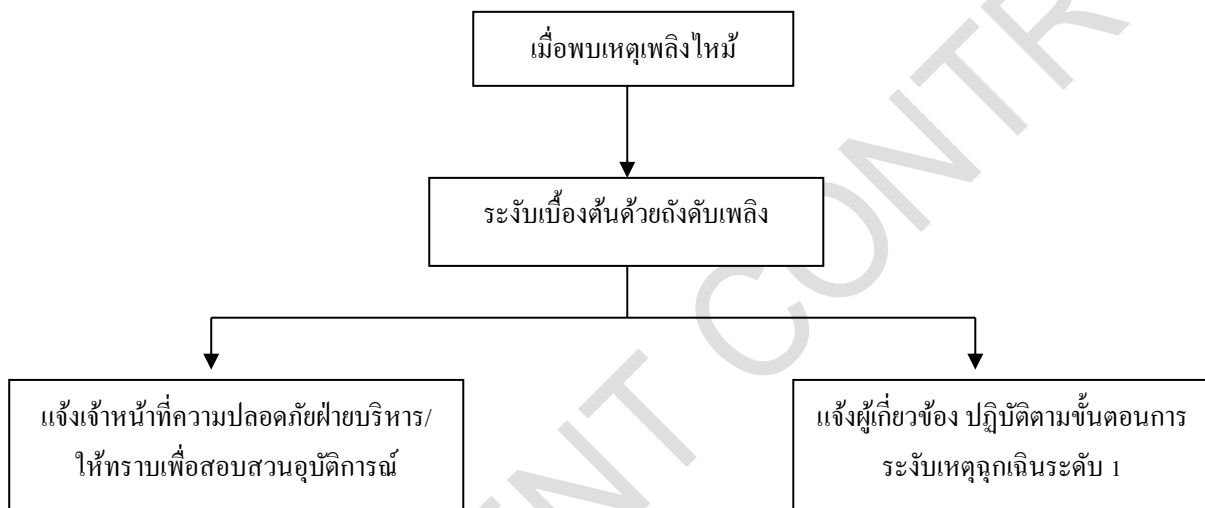 เมื่อพบเหตุเพลิงไหม้
ระงับเบื้องต้นด้วยถังดับเพลิง
แจ้งเจ้าหน้าที่ความปลอดภัยฝ่ายบริหาร/
ให้ทราบเพื่อสอบสวนอุบัติการณ์
แจ้งผู้เกี่ยวข้อง ปฏิบัติตามขั้นตอนการ
ระงับเหตุฉุกเฉินระดับ 1
ENT CONTR